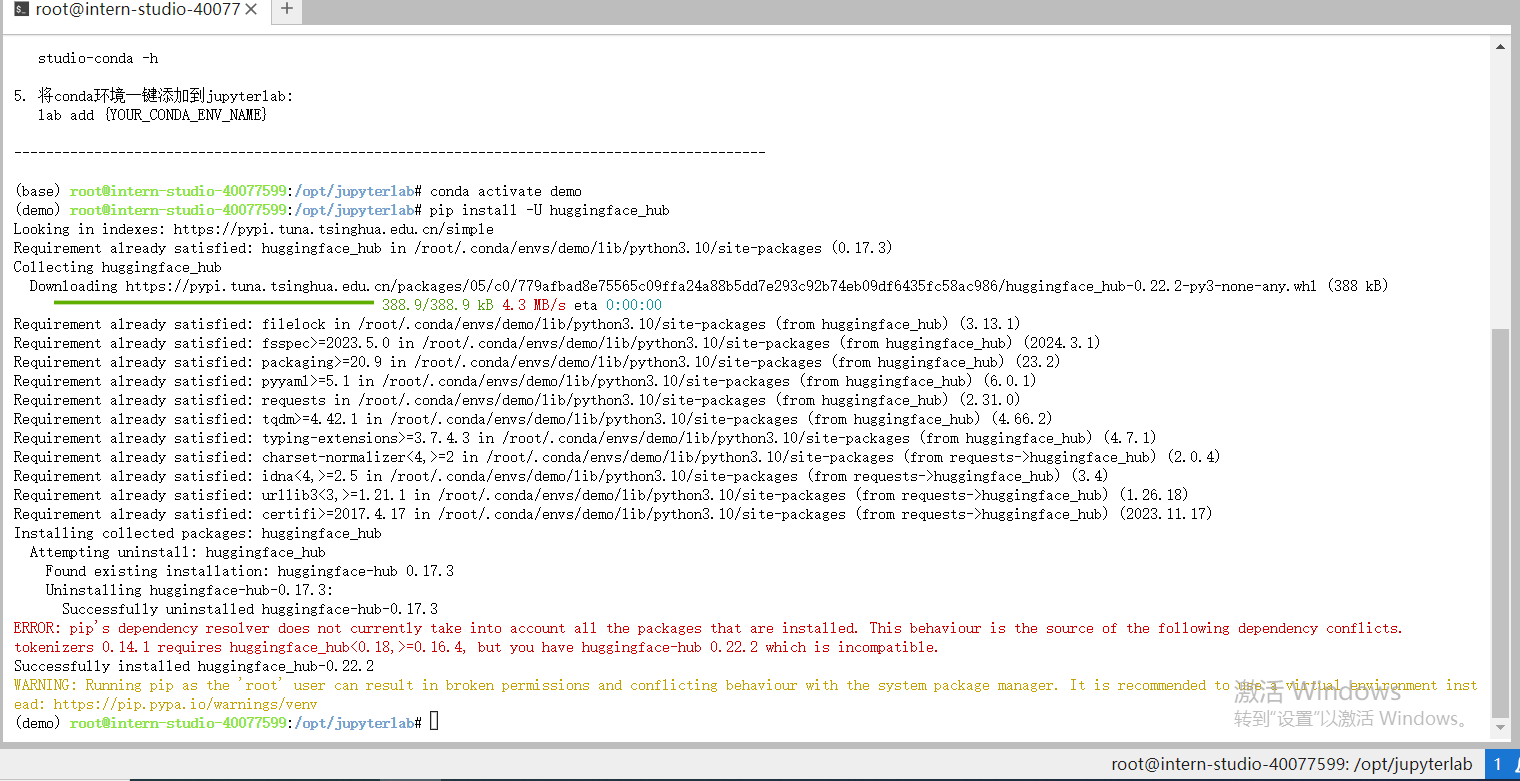 root@intern-studio-40077
studio-conda -h
5. 将conda环境一键添加到jupyterlab:
lab add {YOUR_CONDA_ENV_NAME}
----------------------------------------------------------------------------------------------
(base) root@intern-studio-40077599:/opt/jupyterlab# conda activate demo
(demo) root@intern-studio-40077599:/opt/jupyterlab# pip install -U huggingface_hub
Looking in indexes: https://pypi.tuna.tsinghua.edu.cn/simple
Requirement already satisfied: huggingface_hub in /root/.conda/envs/demo/lib/python3.10/site-packages (0.17.3)
Collecting huggingface_hub
Downloading https://pypi.tuna.tsinghua.edu.cn/packages/05/c0/779afbad8e75565c09ffa24a88b5dd7e293c92b74eb09df6435fc58ac986/huggingface_hub-0.22.2-py3-none-any.whl (388 kB)
388.9/388.9 kB 4.3 MB/s eta 0:00:00
Requirement already satisfied: filelock in /root/.conda/envs/demo/lib/python3.10/site-packages (from huggingface_hub) (3.13.1)
Requirement already satisfied: fsspec>=2023.5.0 in /root/.conda/envs/demo/lib/python3.10/site-packages (from huggingface_hub) (2024.3.1)
Requirement already satisfied: packaging>=20.9 in /root/.conda/envs/demo/lib/python3.10/site-packages (from huggingface_hub) (23.2)
Requirement already satisfied: pyyaml>=5.1 in /root/.conda/envs/demo/lib/python3.10/site-packages (from huggingface_hub) (6.0.1)
Requirement already satisfied: requests in /root/.conda/envs/demo/lib/python3.10/site-packages (from huggingface_hub) (2.31.0)
Requirement already satisfied: tqdm>=4.42.1 in /root/.conda/envs/demo/lib/python3.10/site-packages (from huggingface_hub) (4.66.2)
Requirement already satisfied: typing-extensions>=3.7.4.3 in /root/.conda/envs/demo/lib/python3.10/site-packages (from huggingface_hub) (4.7.1)
Requirement already satisfied: charset-normalizer<4,>=2 in /root/.conda/envs/demo/lib/python3.10/site-packages (from requests->huggingface_hub) (2.0.4)
Requirement already satisfied: idna<4,>=2.5 in /root/.conda/envs/demo/lib/python3.10/site-packages (from requests->huggingface_hub) (3.4)
Requirement already satisfied: urllib3<3,>=1.21.1 in /root/.conda/envs/demo/lib/python3.10/site-packages (from requests->huggingface_hub) (1.26.18)
Requirement already satisfied: certifi>=2017.4.17 in /root/.conda/envs/demo/lib/python3.10/site-packages (from requests->huggingface_hub) (2023.11.17)
Installing collected packages: huggingface_hub
Attempting uninstall: huggingface_hub
Found existing installation: huggingface-hub 0.17.3
Uninstalling huggingface-hub-0.17.3:
Successfully uninstalled huggingface-hub-0.17.3
ERROR: pip's dependency resolver does not currently take into account all the packages that are installed. This behaviour is the source of the following dependency conflicts.
tokenizers 0.14.1 requires huggingface_hub<0.18,>=0.16.4, but you have huggingface-hub 0.22.2 which is incompatible.
Successfully installed huggingface_hub-0.22.2
WARNING: Running pip as the 'root' user can result in broken permissions and conflicting behaviour with the system package manager. It is recommended to use a virtual environment inst
ead: https://pip.pypa.io/warnings/venv
(demo) root@intern-studio-40077599:/opt/jupyterlab#
激活 Windows
转到“设置”以激活 Windows。
root@intern-studio-40077599: /opt/jupyterlab 1